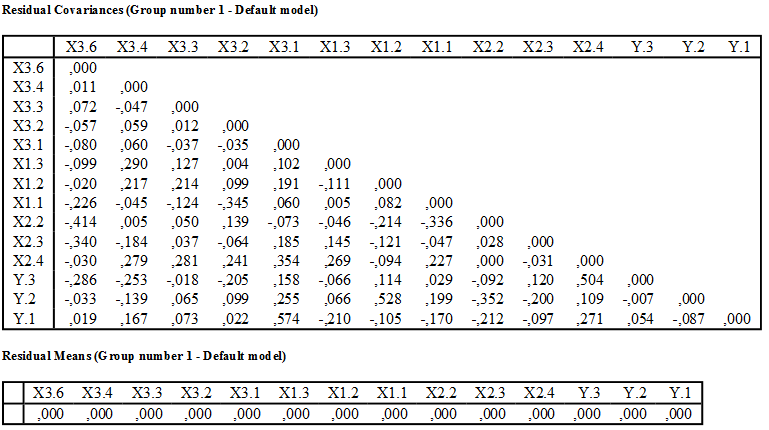 Residual Covariances (Group number 1 - Default model)
X3.6 X3.4 X3.3 X3.2 X3.1 X1.3 X1.2 X1.1 X2.2 X2.3 X2.4 Y.3 Y.2 Y.1
X3.6 ,000
X3.4 ,011 ,000
X3.3 ,072 -,047 ,000
X3.2 -,057 ,059 ,012 ,000
X3.1 -,080 ,060 -,037 -,035 ,000
X1.3 -,099 ,290 ,127 ,004 ,102 ,000
X1.2 -,020 ,217 ,214 ,099 ,191 -,111 ,000
X1.1 -,226 -,045 -,124 -,345 ,060 ,005 ,082 ,000
X2.2 -,414 ,005 ,050 ,139 -,073 -,046 -,214 -,336 ,000
X2.3 -,340 -,184 ,037 -,064 ,185 ,145 -,121 -,047 ,028 ,000
X2.4 -,030 ,279 ,281 ,241 ,354 ,269 -,094 ,227 ,000 -,031 ,000
Y.3 -,286 -,253 -,018 -,205 ,158 -,066 ,114 ,029 -,092 ,120 ,504 ,000
Y.2 -,033 -,139 ,065 ,099 ,255 ,066 ,528 ,199 -,352 -,200 ,109 -,007 ,000
Y.1 ,019 ,167 ,073 ,022 ,574 -,210 -,105 -,170 -,212 -,097 ,271 ,054 -,087 ,000
Residual Means (Group number 1 - Default model)
X3.6 X3.4 X3.3 X3.2 X3.1 X1.3 X1.2 X1.1 X2.2 X2.3 X2.4 Y.3 Y.2 Y.1
,000 ,000 ,000 ,000 ,000 ,000 ,000 ,000 ,000 ,000 ,000 ,000 ,000 ,000